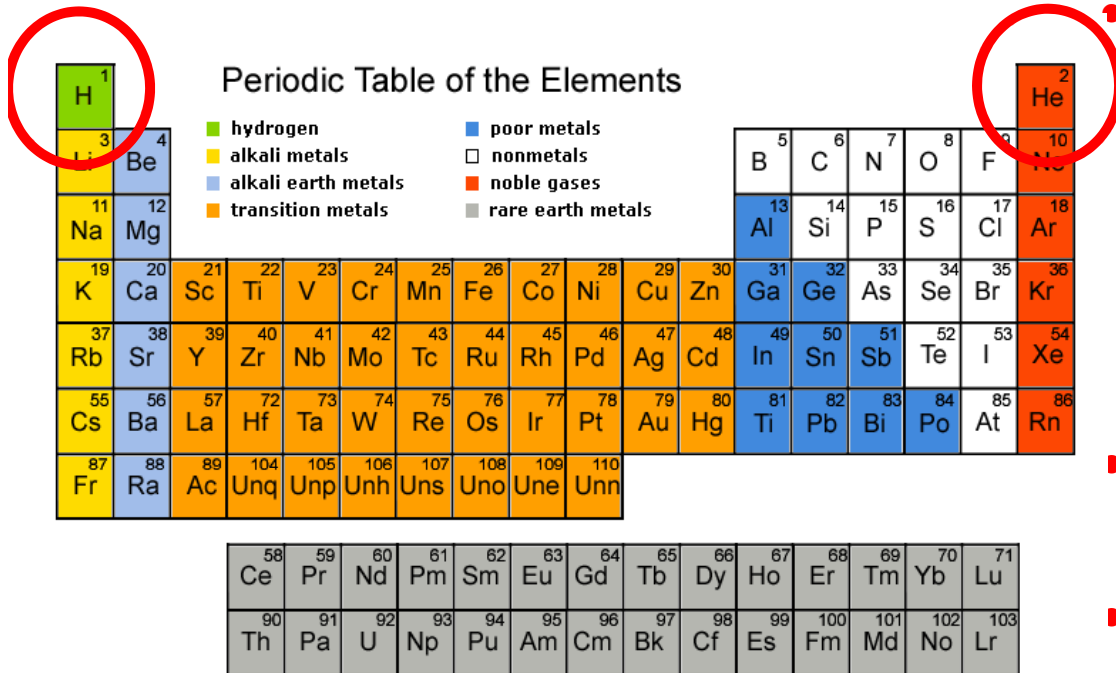 1 2
H He
Periodic Table of the Elements
hydrogen poor metals
alkali metals nonmetals
alkali earth metals noble gases
transition metals rare earth metals
3 4 5 6 7 8 9 10
Li Be B C N O F Ne
11 12 13 14 15 16 17 18
Na Mg Al Si P S Cl Ar
19 20 21 22 23 24 25 26 27 28 29 30 31 32 33 34 35 36
K Ca Sc Ti V Cr Mn Fe Co Ni Cu Zn Ga Ge As Se Br Kr
37 38 39 40 41 42 43 44 45 46 47 48 49 50 51 52 53 54
Rb Sr Y Zr Nb Mo Tc Ru Rh Pd Ag Cd In Sn Sb Te I Xe
55 56 57 72 73 74 75 76 77 78 79 80 81 82 83 84 85 86
Cs Ba La Hf Ta W Re Os Ir Pt Au Hg Ti Pb Bi Po At Rn
87 88 89 104 105 106 107 108 109 110
Fr Ra Ac Unq Unp Unh Uns Uno Une Unn
58 59 60 61 62 63 64 65 66 67 68 69 70 71
Ce Pr Nd Pm Sm Eu Gd Tb Dy Ho Er Tm Yb Lu
90 91 92 93 94 95 96 97 98 99 100 101 102 103
Th Pa U Np Pu Am Cm Bk Cf Es Fm Md No Lr